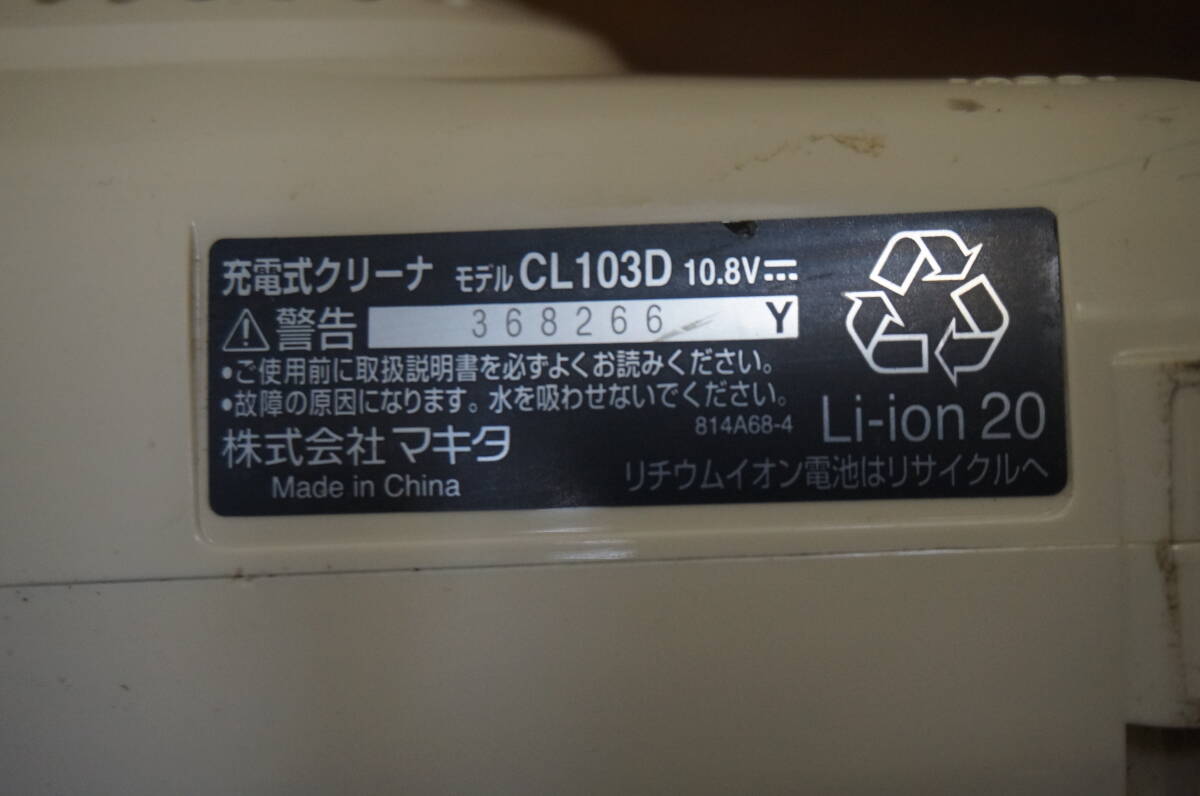 充電式クリーナ モデル CL103D 10.8V
警告 368266 Y
•ご使用前に取扱説明書を必ずよくお読みください。
•故障の原因になります。水を吸わせないでください。
814A68-4
株式会社 マキタ
Made in China
Li-ion 20
リチウムイオン電池はリサイクルへ